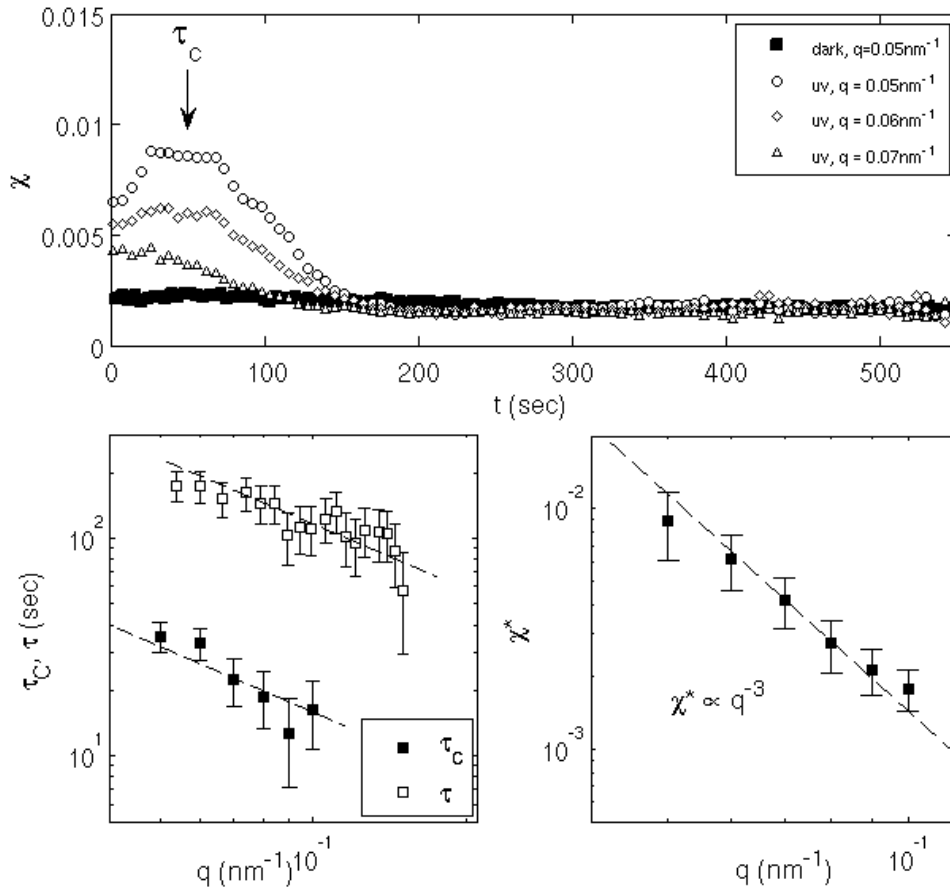 0.015
0.01
0.005
0
χ
τC
dark, q=0.05nm⁻¹
uv, q = 0.05nm⁻¹
uv, q = 0.06nm⁻¹
uv, q = 0.07nm⁻¹
0 100 200 300 400 500
t (sec)
10²
10¹
τC, τ (sec)
τc
τ
q (nm⁻¹) 10⁻¹
10⁻²
10⁻³
χ*
χ* ∝ q⁻³
q (nm⁻¹) 10⁻¹